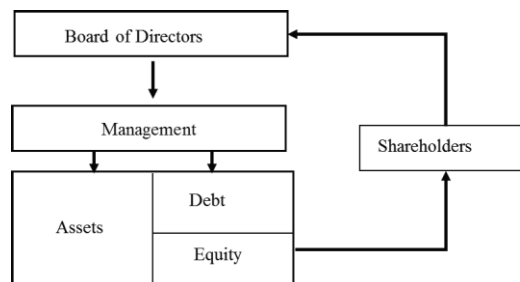 Board of Directors
Management
Shareholders
Debt
Assets
Equity